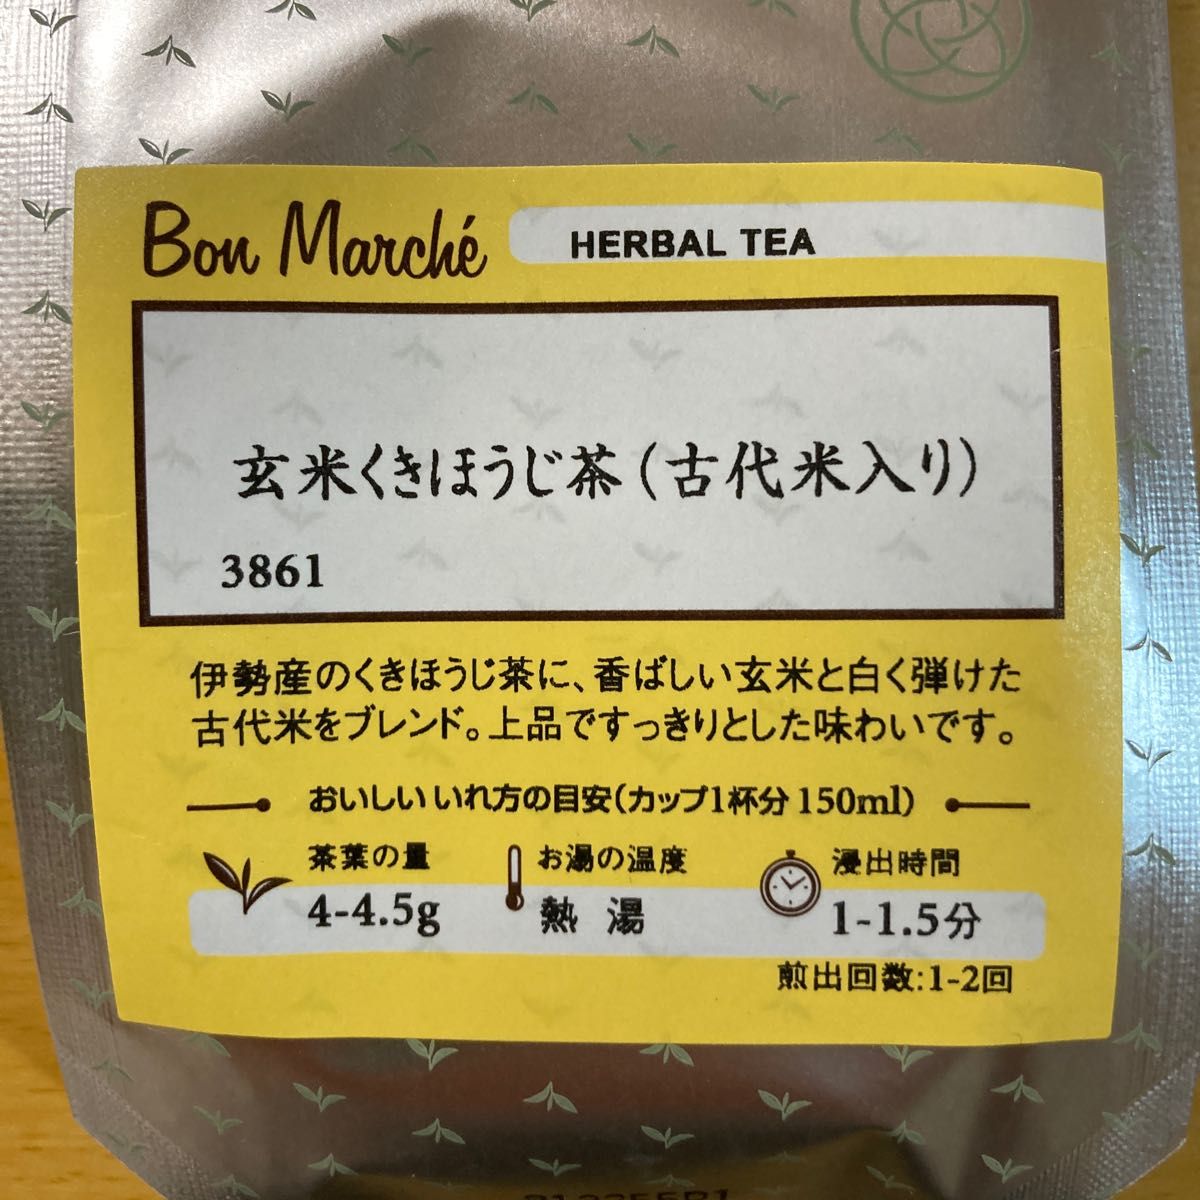 Bon Marché
HERBAL TEA
玄米くきほうじ茶（古代米入り）
3861
伊勢産のくきほうじ茶に、香ばしい玄米と白く弾けた
古代米をブレンド。上品ですっきりとした味わいです。
おいしいいれ方の目安（カップ1杯分 150ml）
茶葉の量
4-4.5g
お湯の温度
熱 湯
浸出時間
1-1.5分
煎出回数:1-2回